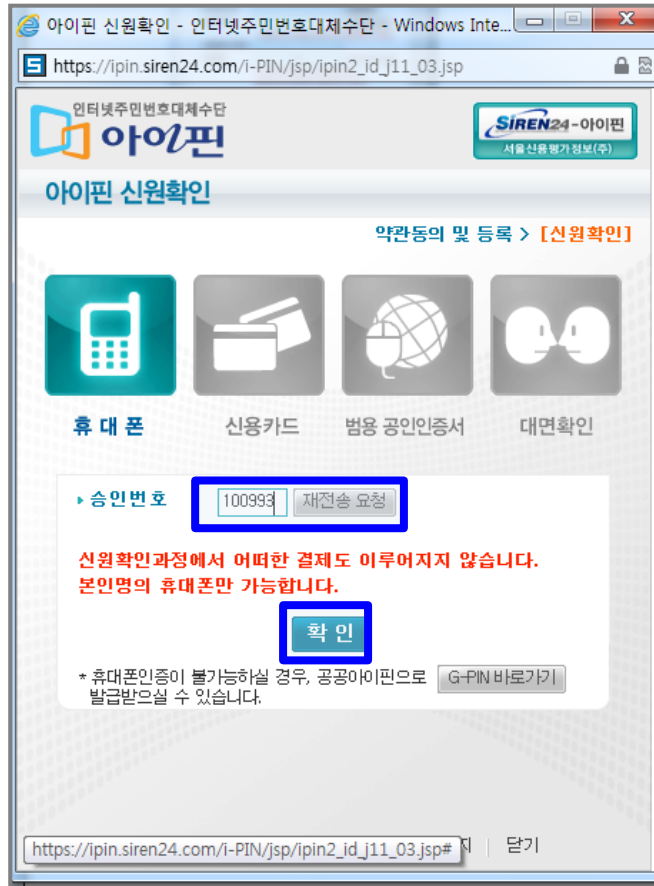 아이핀 신원확인 - 인터넷주민번호대체수단 - Windows Inte...
https://ipin.siren24.com/i-PIN/jsp/ipin2_id_j11_03.jsp
인터넷주민번호대체수단
아이핀
SiREN24-아이핀
서울신용평가정보(주)
아이핀 신원확인
약관동의 및 등록 > [신원확인]
휴대폰 신용카드 범용 공인인증서 대면확인
승인번호 100993 재전송 요청
신원확인과정에서 어떠한 결제도 이루어지지 않습니다.
본인명의 휴대폰만 가능합니다.
확인
* 휴대폰인증이 불가능하실 경우, 공공아이핀으로 G-PIN 바로가기
발급받으실 수 있습니다.
https://ipin.siren24.com/i-PIN/jsp/ipin2_id_j11_03.jsp# | 닫기